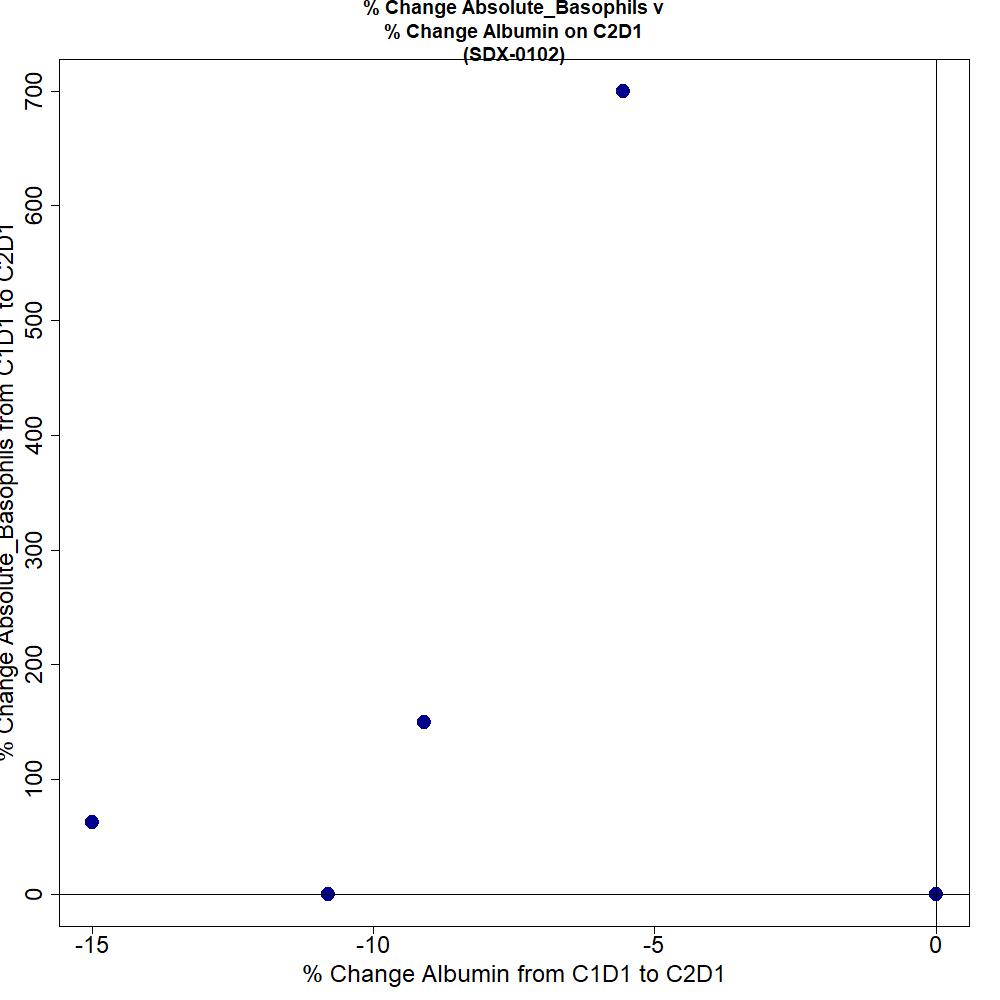 % Change Absolute_Basophils v
% Change Albumin on C2D1
(SDX-0102)
% Change Absolute_Basophils from C1D1 to C2D1
700
600
500
400
300
200
100
0
-15
-10
-5
0
% Change Albumin from C1D1 to C2D1